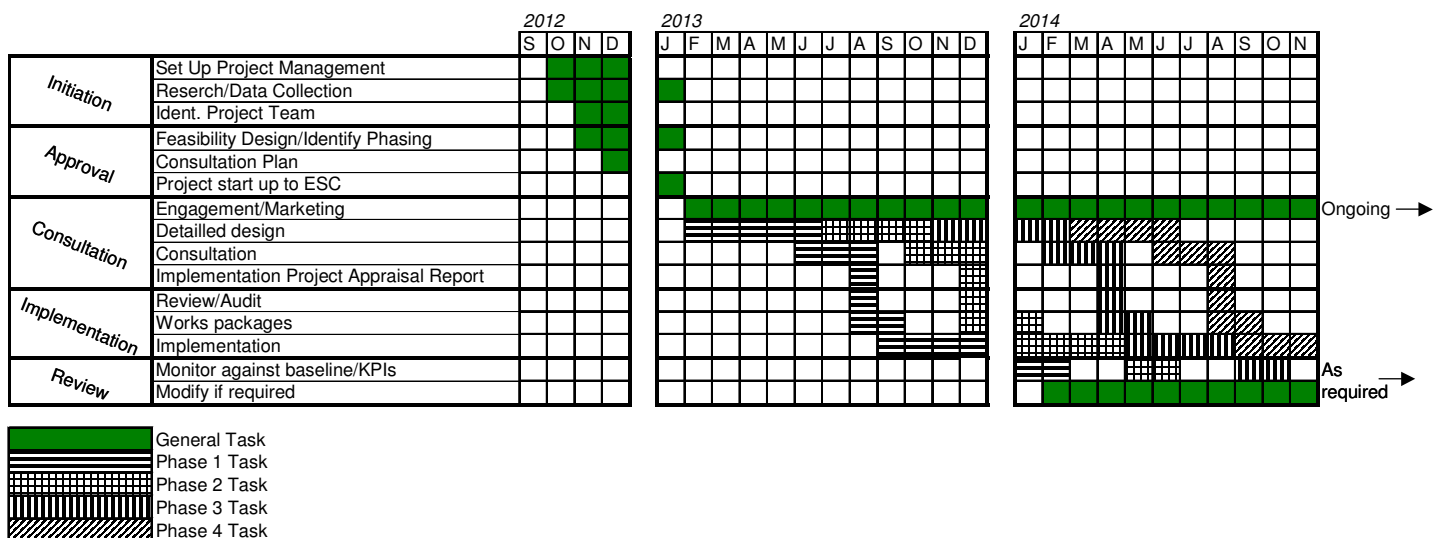 2012 2013 2014
S O N D J F M A M J J A S O N D J F M A M J J A S O N
Initiation
Set Up Project Management
Reserch/Data Collection
Ident. Project Team
Approval
Feasibility Design/Identify Phasing
Consultation Plan
Project start up to ESC
Consultation
Engagement/Marketing
Ongoing
Detailled design
Consultation
Implementation Project Appraisal Report
Implementation
Review/Audit
Works packages
Implementation
Review
Monitor against baseline/KPIs
As
Modify if required
required
General Task
Phase 1 Task
Phase 2 Task
Phase 3 Task
Phase 4 Task